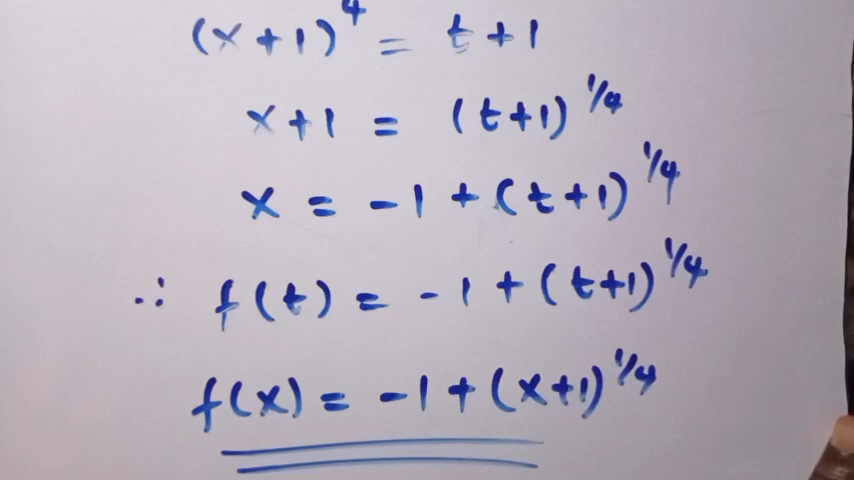 (x+1)⁴ = t+1
x+1 = (t+1)^1/4
x = -1+(t+1)^1/4
∴ f(t) = -1+(t+1)^1/4
f(x) = -1+(x+1)^1/4